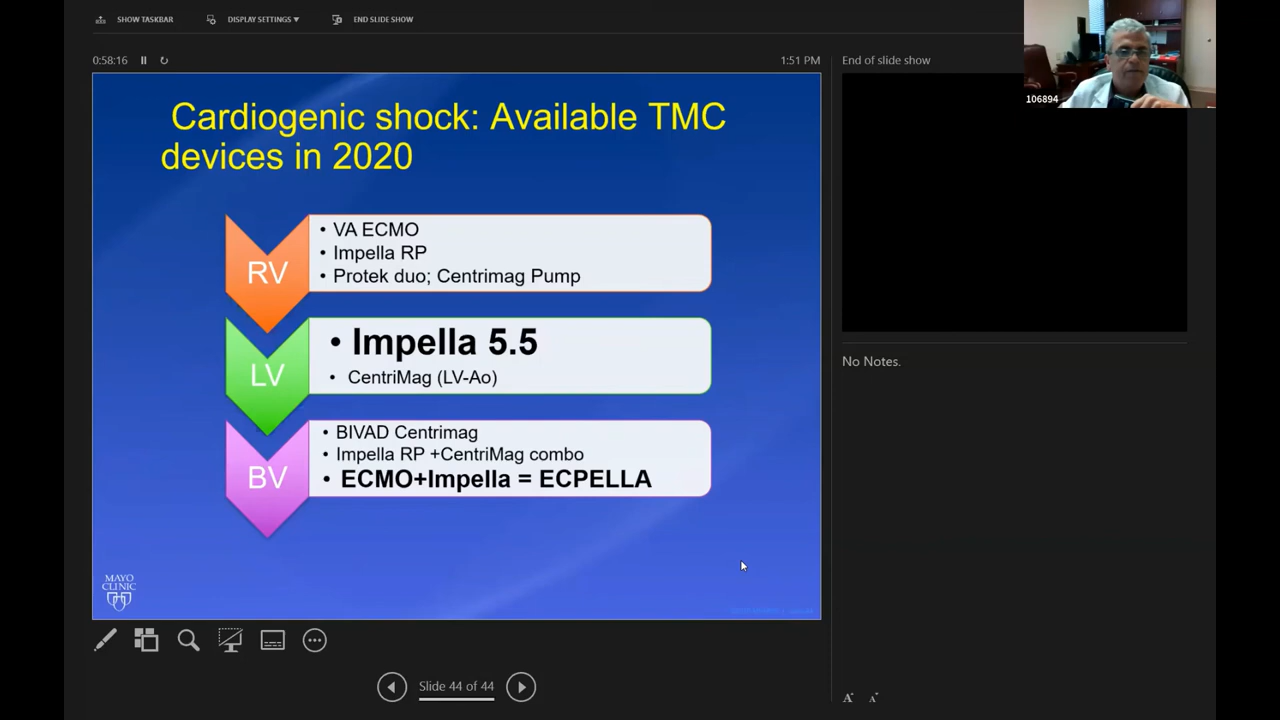 SHOW TASKBAR
DISPLAY SETTINGS ▼
END SLIDE SHOW
0:58:16
1:51 PM
End of slide show
106894
Cardiogenic shock: Available TMC
devices in 2020
RV
• VA ECMO
• Impella RP
• Protek duo; Centrimag Pump
LV
• Impella 5.5
• CentriMag (LV-Ao)
BV
• BIVAD Centrimag
• Impella RP +CentriMag combo
• ECMO+Impella = ECPELLA
MAYO
CLINIC
No Notes.
Slide 44 of 44
A A